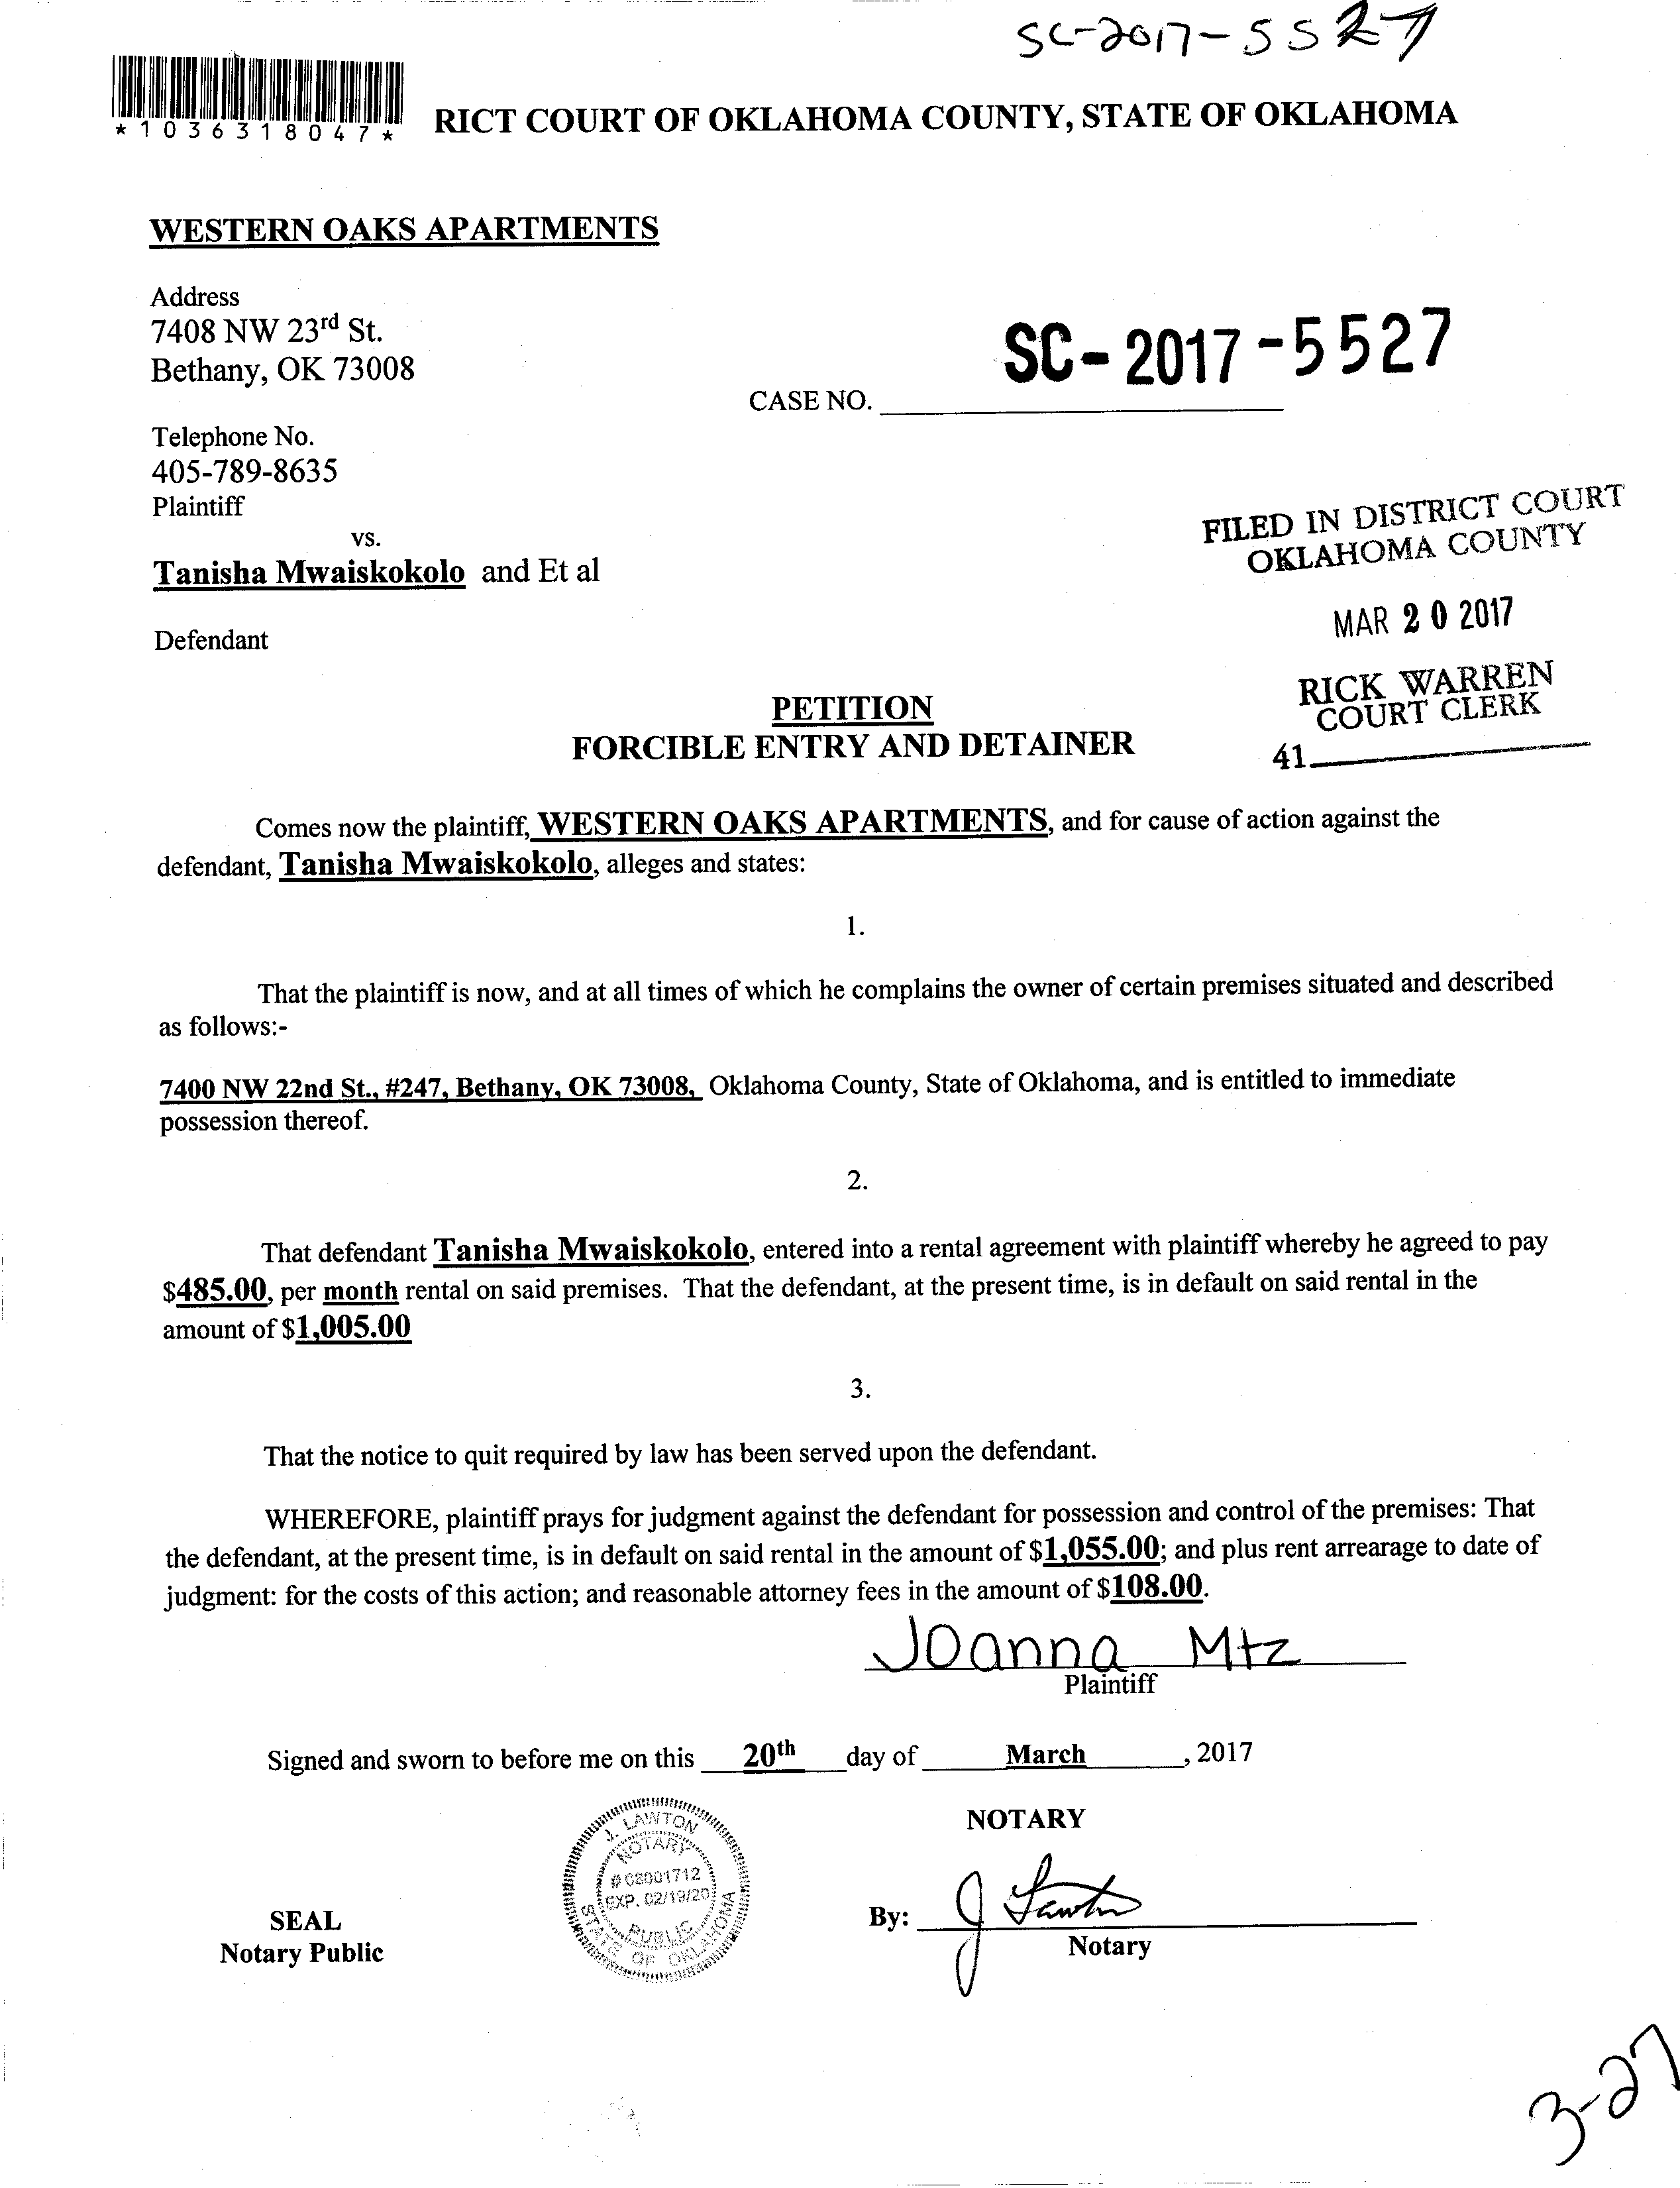 SC-2017-5527
*1036318047*
RICT COURT OF OKLAHOMA COUNTY, STATE OF OKLAHOMA
WESTERN OAKS APARTMENTS
Address
7408 NW 23rd St.
Bethany, OK 73008
SC-2017-5527
CASE NO.
Telephone No.
405-789-8635
Plaintiff
vs.
Tanisha Mwaiskokolo and Et al
Defendant
FILED IN DISTRICT COURT
OKLAHOMA COUNTY
MAR 20 2017
RICK WARREN
COURT CLERK
41
PETITION
FORCIBLE ENTRY AND DETAINER
Comes now the plaintiff, WESTERN OAKS APARTMENTS, and for cause of action against the
defendant, Tanisha Mwaiskokolo, alleges and states:
1.
That the plaintiff is now, and at all times of which he complains the owner of certain premises situated and described
as follows:-
7400 NW 22nd St., #247, Bethany, OK 73008, Oklahoma County, State of Oklahoma, and is entitled to immediate
possession thereof.
2.
That defendant Tanisha Mwaiskokolo, entered into a rental agreement with plaintiff whereby he agreed to pay
$485.00, per month rental on said premises. That the defendant, at the present time, is in default on said rental in the
amount of $1,005.00
3.
That the notice to quit required by law has been served upon the defendant.
WHEREFORE, plaintiff prays for judgment against the defendant for possession and control of the premises: That
the defendant, at the present time, is in default on said rental in the amount of $1,055.00; and plus rent arrearage to date of
judgment: for the costs of this action; and reasonable attorney fees in the amount of $108.00.
Joanna Mtz
Plaintiff
Signed and sworn to before me on this 20th day of March, 2017
J. LAWTON
NOTARY
# 08001712
EXP. 02/19/20
PUBLIC
STATE OF OKLAHOMA
NOTARY
SEAL
Notary Public
By: J Lawton
Notary
3-27